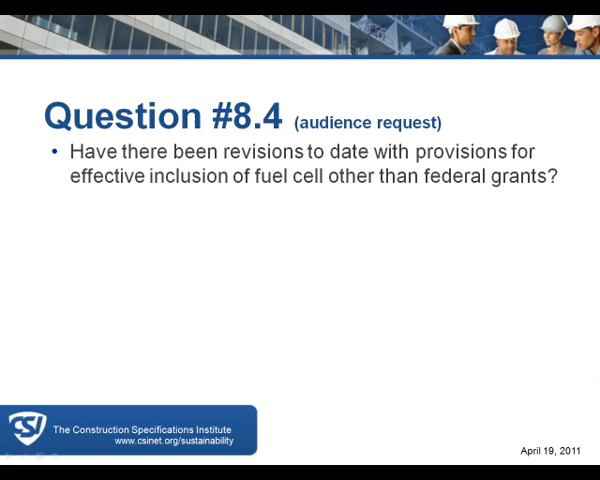 Question #8.4 (audience request)
• Have there been revisions to date with provisions for
effective inclusion of fuel cell other than federal grants?
CSI
The Construction Specifications Institute
www.csinet.org/sustainability
April 19, 2011